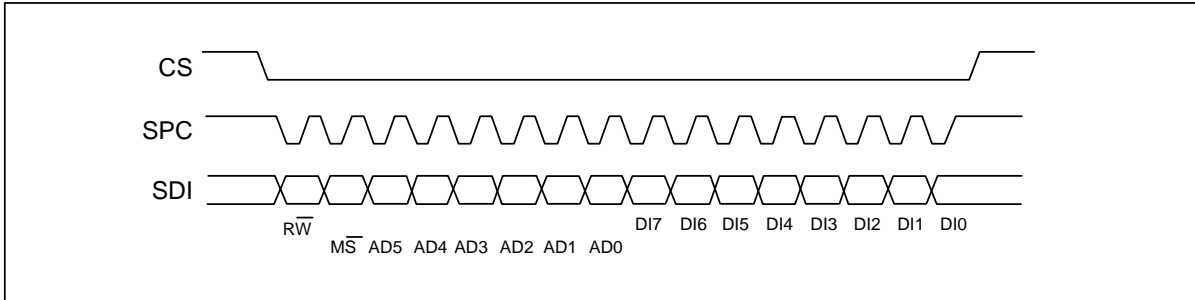 CS
SPC
SDI
RW̅ DI7 DI6 DI5 DI4 DI3 DI2 DI1 DI0
MS̅ AD5 AD4 AD3 AD2 AD1 AD0